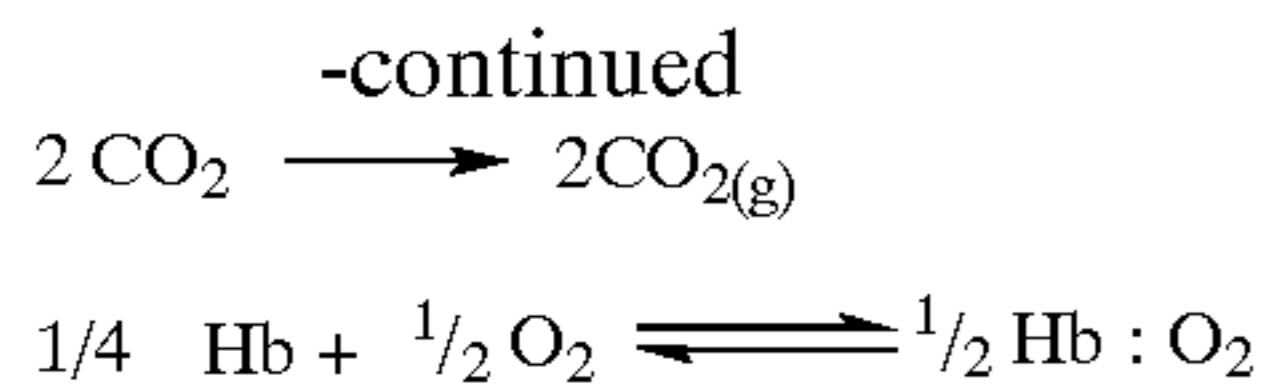 -continued
2 CO₂ ⟶ 2CO₂(g)
1/4 Hb + ¹/₂ O₂ ⇌ ¹/₂ Hb : O₂